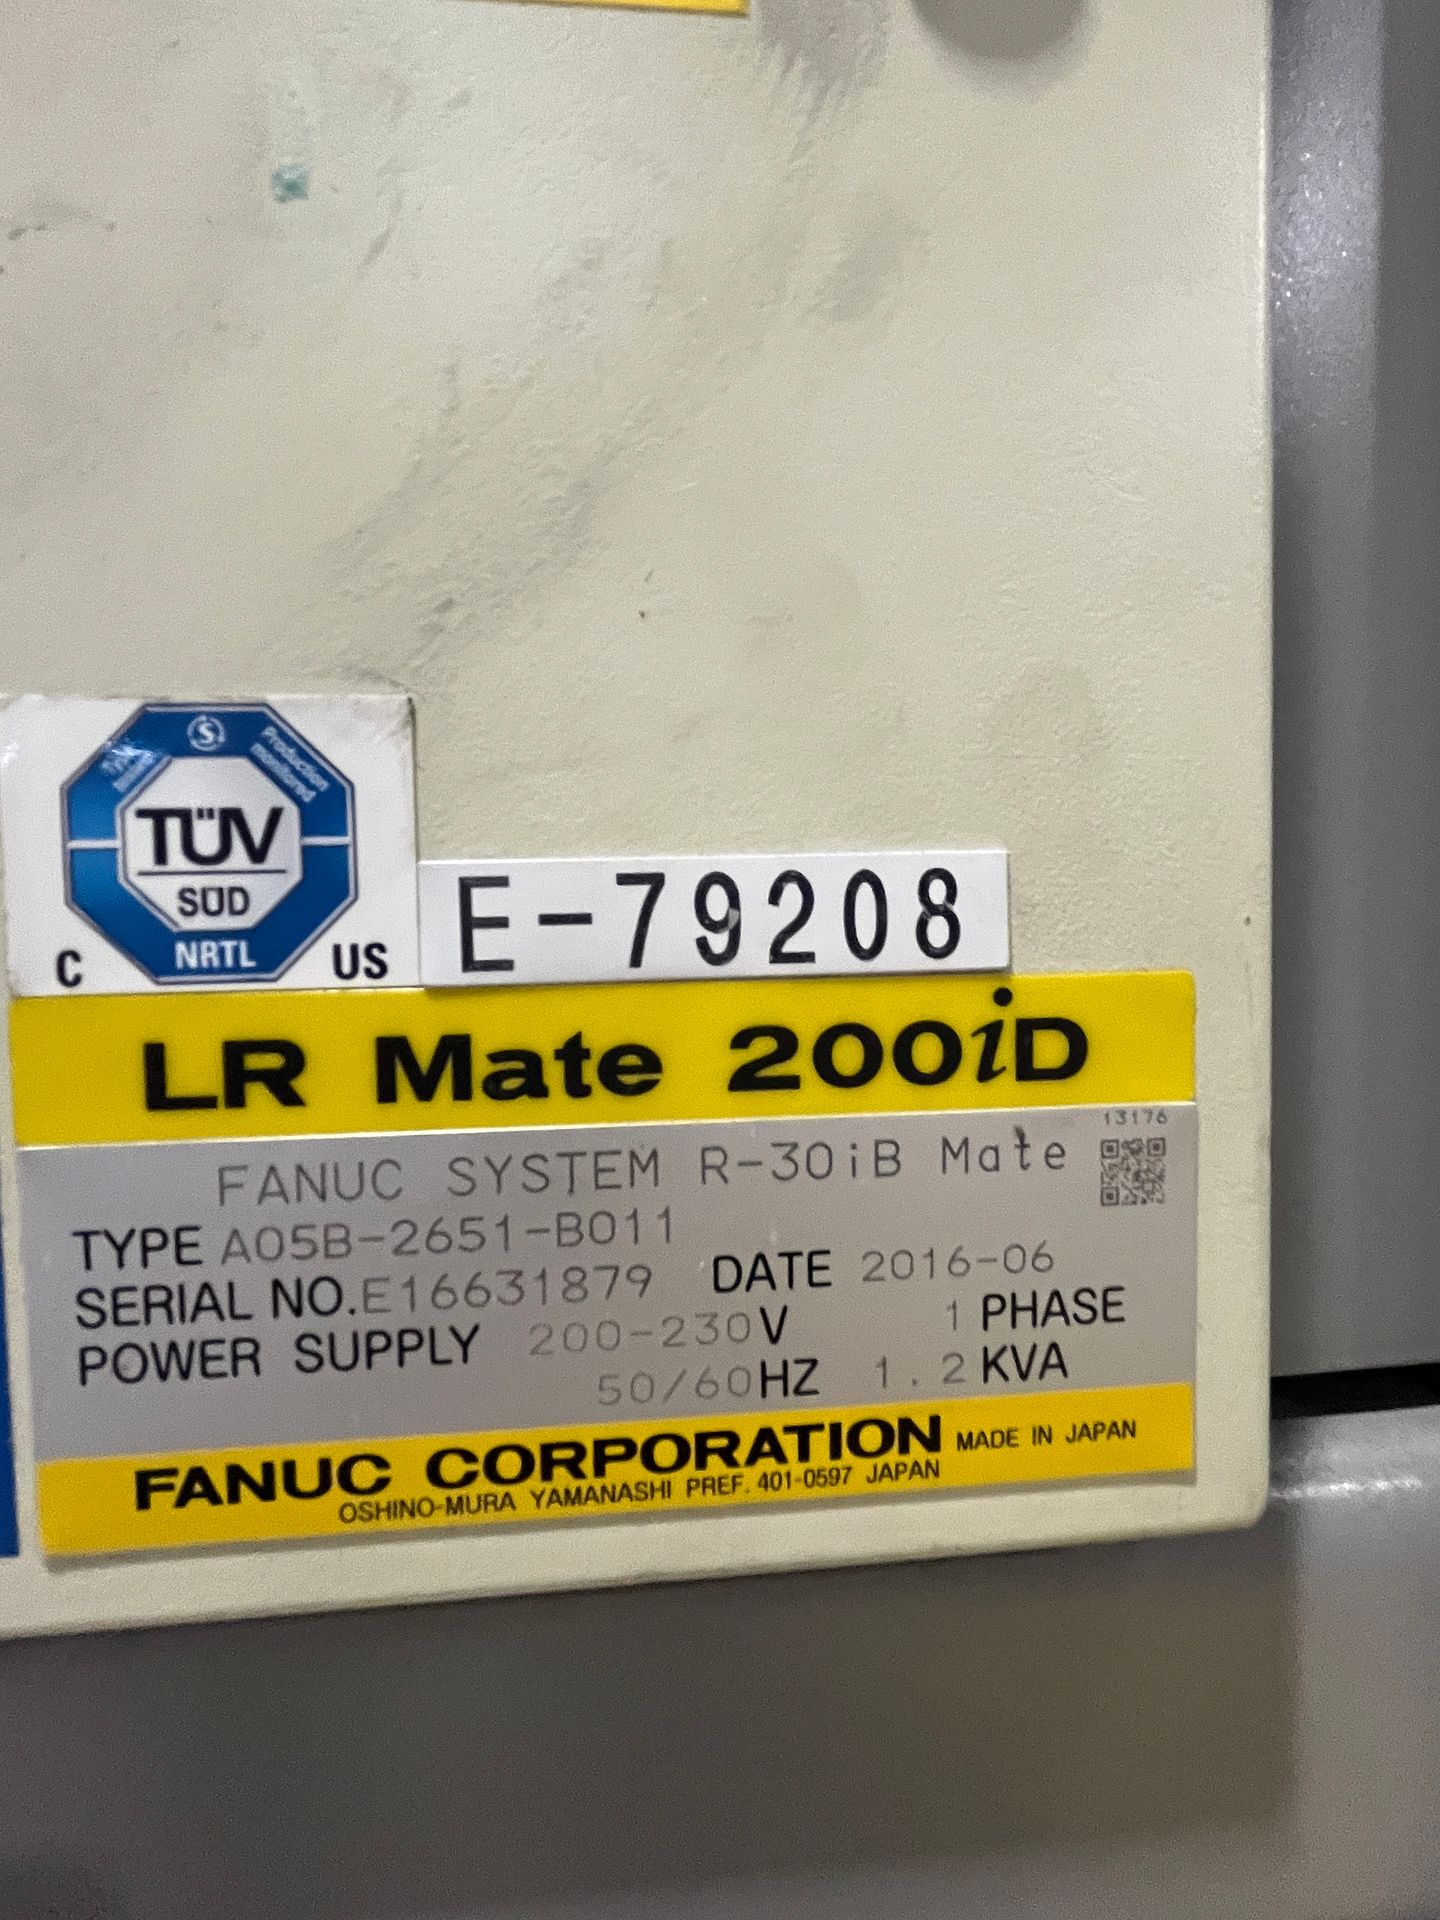 S
Production
monitored
TÜV
SÜD
NRTL
C US
E-79208
LR Mate 200iD
13176
FANUC SYSTEM R-30iB Mate
TYPE A05B-2651-B011
SERIAL NO.E16631879 DATE 2016-06
POWER SUPPLY 200-230V 1 PHASE
50/60HZ 1.2 KVA
FANUC CORPORATION MADE IN JAPAN
OSHINO-MURA YAMANASHI PREF. 401-0597 JAPAN